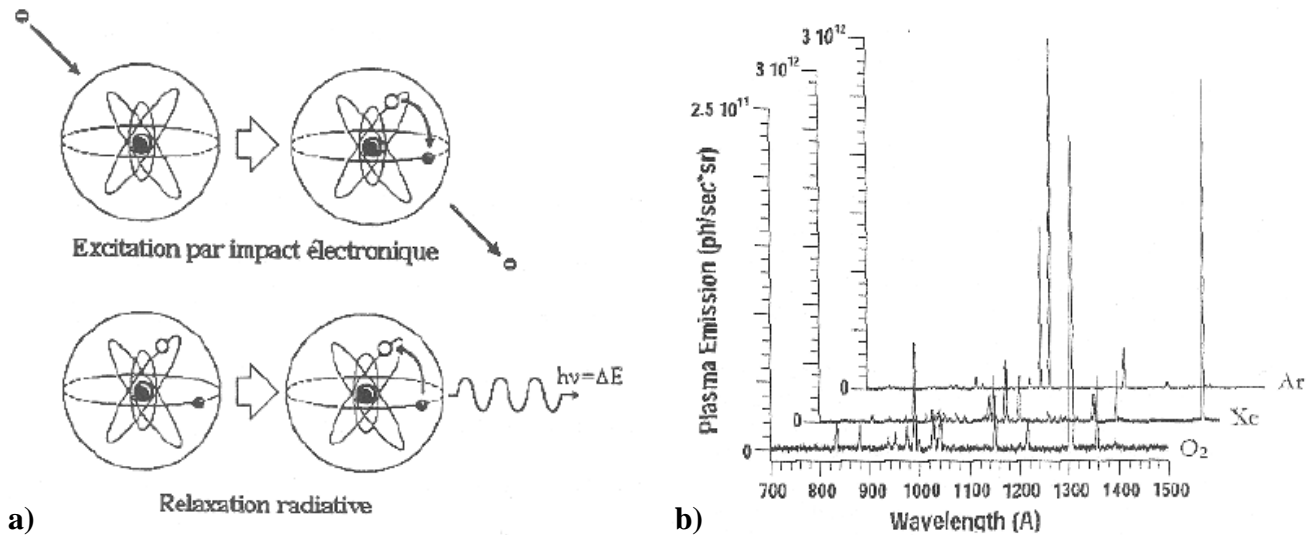 ⊖
Excitation par impact électronique
⊖
hν=ΔE
Relaxation radiative
a)
3 10¹²
3 10¹²
2.5 10¹¹
Plasma Emission (ph/sec*sr)
0
0
0
Ar
Xe
O₂
700 800 900 1000 1100 1200 1300 1400 1500
Wavelength (A)
b)